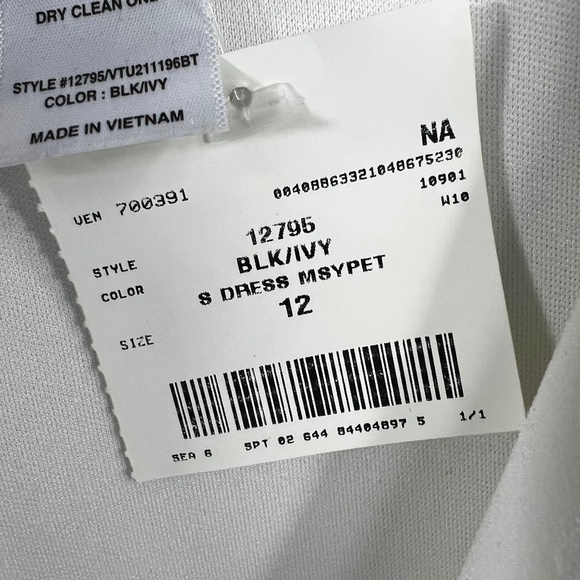 DRY CLEAN ONL
STYLE #12795/VTU211196BT
COLOR : BLK/IVY
MADE IN VIETNAM
NA
VEN 700391
00408863321048675230
10901
W10
STYLE 12795
COLOR BLK/IVY
S DRESS MSYPET
SIZE 12
SEA 6 SPT 02 644 84404897 5 1/1